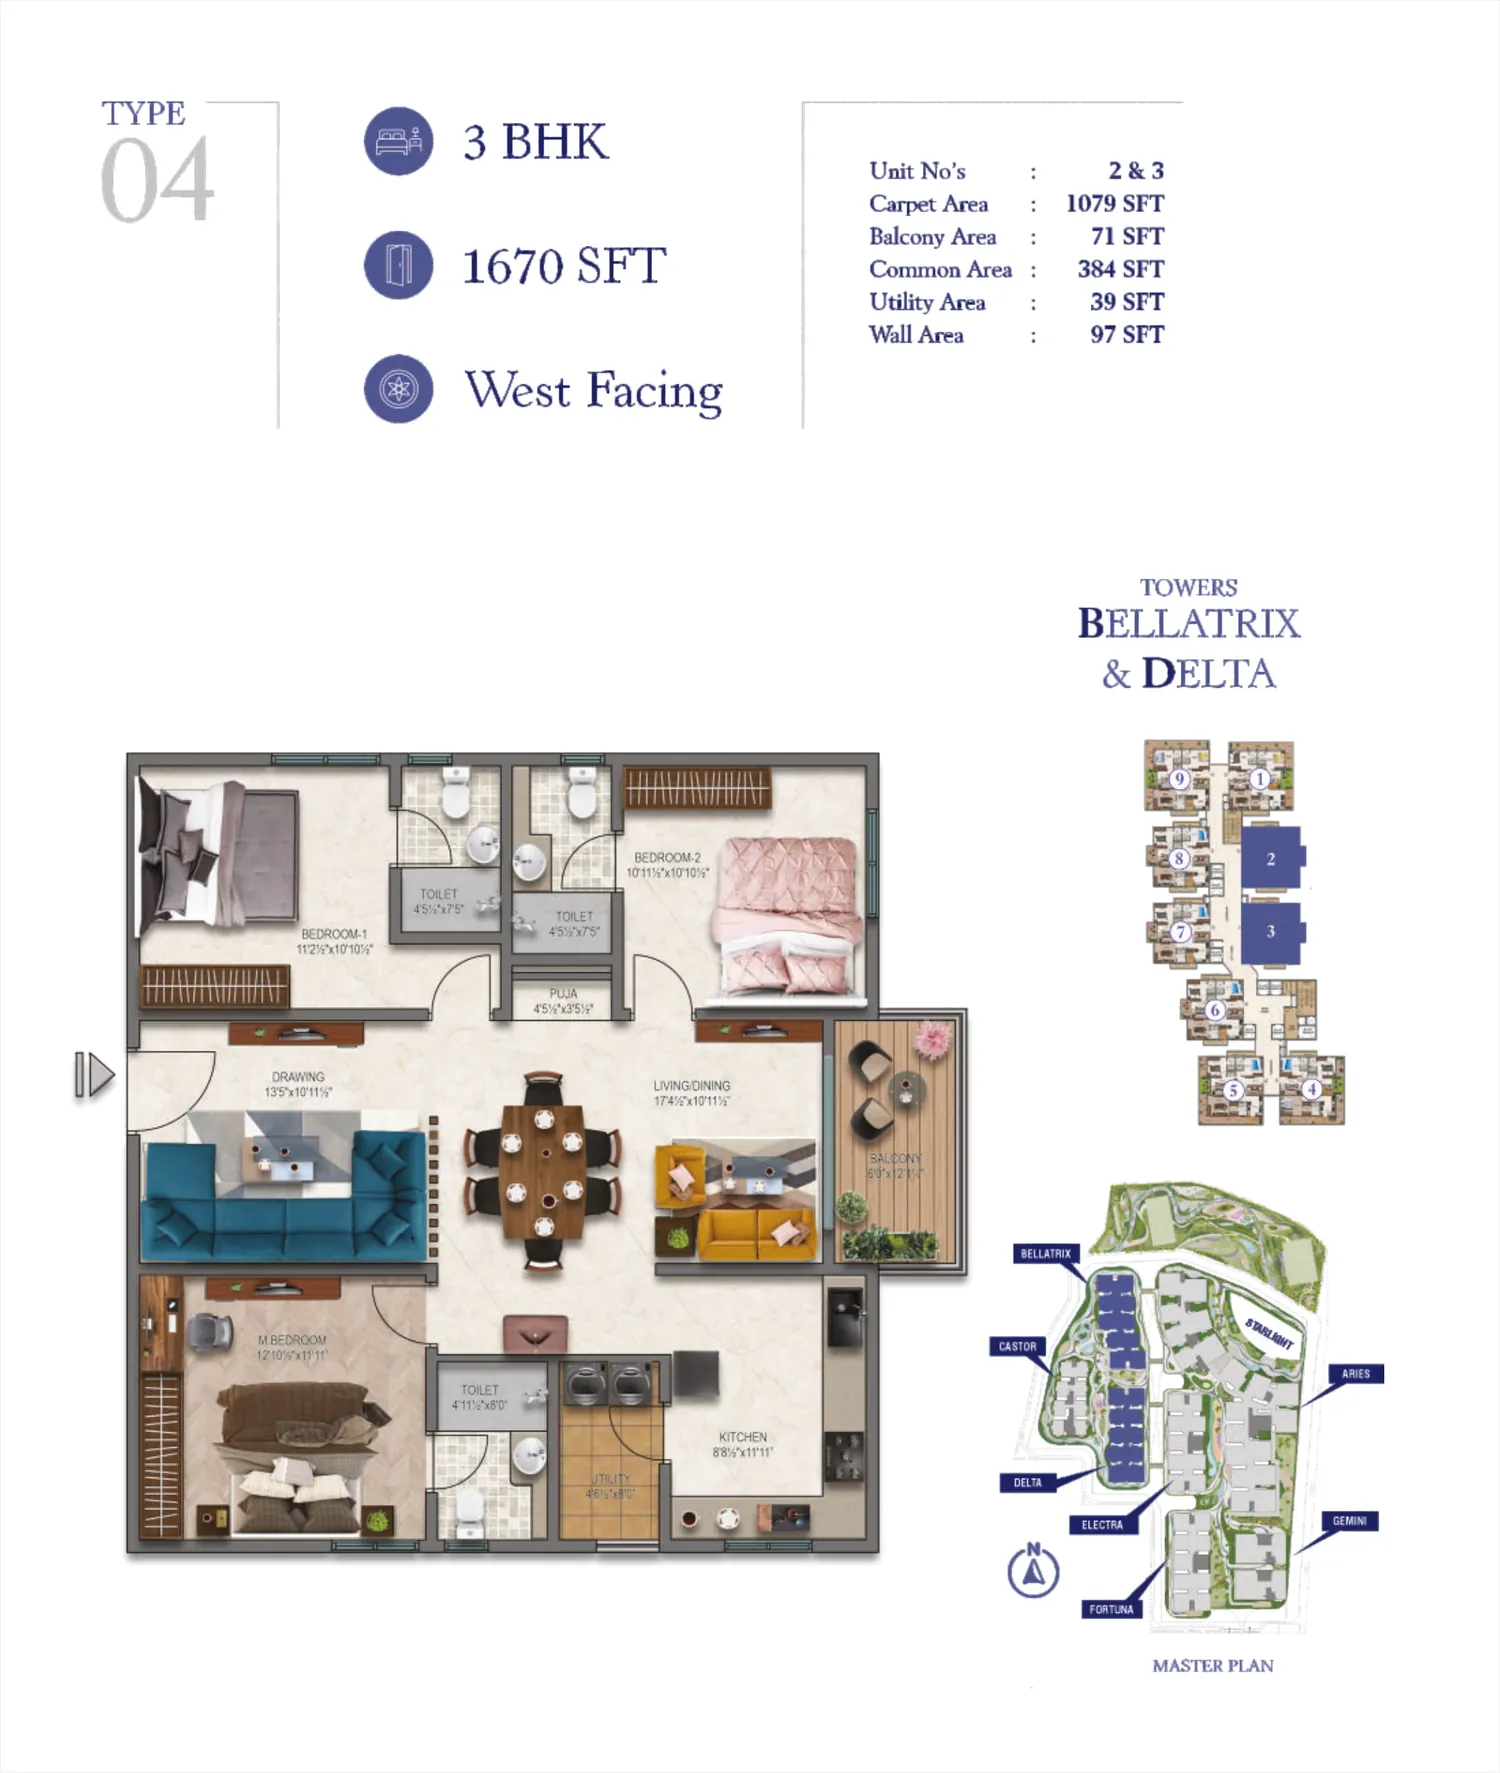 TYPE
04
3 BHK
1670 SFT
West Facing
Unit No's : 2 & 3
Carpet Area : 1079 SFT
Balcony Area : 71 SFT
Common Area : 384 SFT
Utility Area : 39 SFT
Wall Area : 97 SFT
TOWERS
BELLATRIX
& DELTA
9
1
8
2
7
3
6
5
4
TOILET
4'5½"x7'5"
BEDROOM-1
11'2½"x10'10½"
TOILET
4'5½"x7'5"
BEDROOM-2
10'11½"x10'10½"
PUJA
4'5½"x3'5½"
DRAWING
13'5"x10'11½"
LIVING/DINING
17'4½"x10'11½"
BALCONY
M.BEDROOM
12'10½"x11'11'
TOILET
4'11½"x8'0"
UTILITY
4'6½"x8'0"
KITCHEN
8'8½"x11'11'
BELLATRIX
CASTOR
STARLIGHT
ARIES
DELTA
ELECTRA
GEMINI
FORTUNA
N
MASTER PLAN